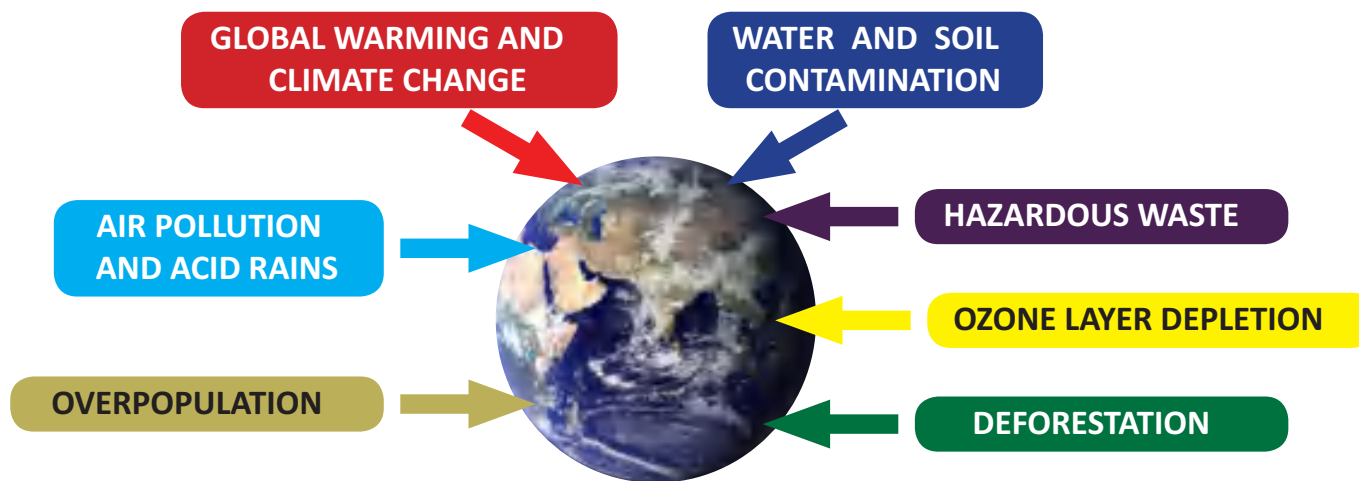 GLOBAL WARMING AND
CLIMATE CHANGE
WATER AND SOIL
CONTAMINATION
AIR POLLUTION
AND ACID RAINS
HAZARDOUS WASTE
OZONE LAYER DEPLETION
OVERPOPULATION
DEFORESTATION